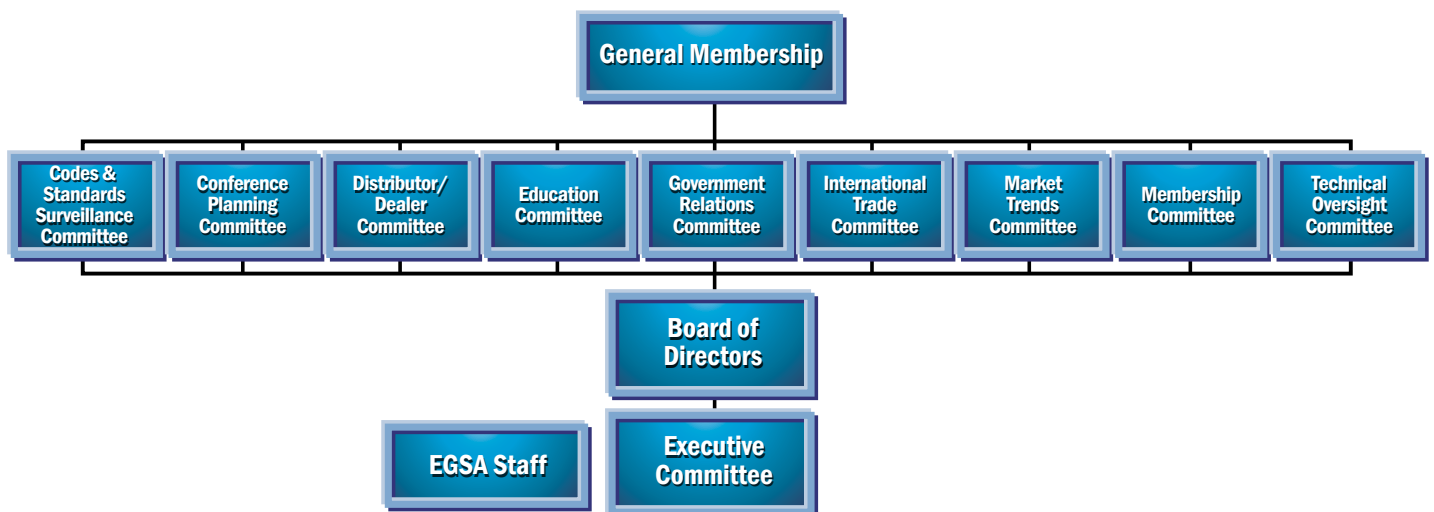 General Membership
Codes &
Standards
Surveillance
Committee
Conference
Planning
Committee
Distributor/
Dealer
Committee
Education
Committee
Government
Relations
Committee
International
Trade
Committee
Market
Trends
Committee
Membership
Committee
Technical
Oversight
Committee
Board of
Directors
EGSA Staff
Executive
Committee